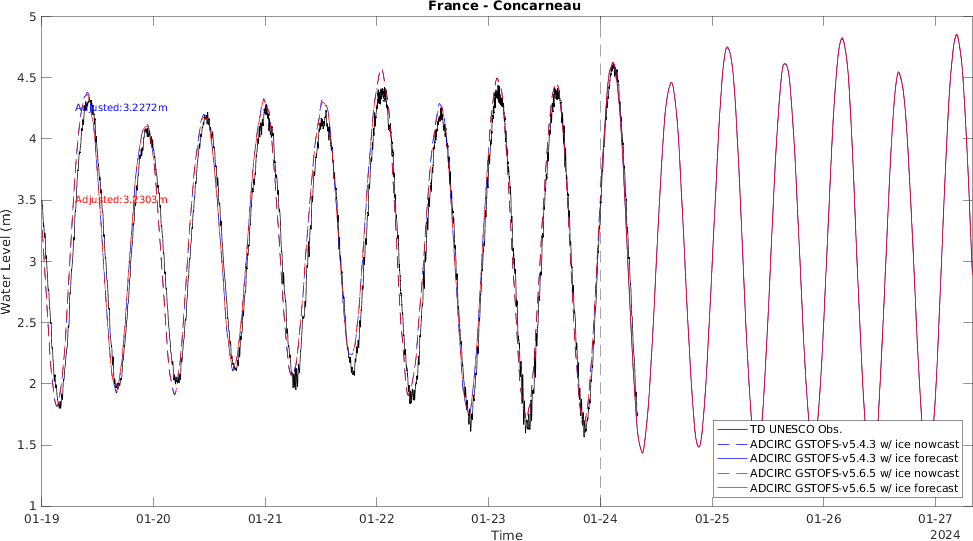 France - Concarneau
5
4.5
4
3.5
3
2.5
2
1.5
1
Water Level (m)
Adjusted:3.2272m
Adjusted:3.2303m
TD UNESCO Obs.
ADCIRC GSTOFS-v5.4.3 w/ ice nowcast
ADCIRC GSTOFS-v5.4.3 w/ ice forecast
ADCIRC GSTOFS-v5.6.5 w/ ice nowcast
ADCIRC GSTOFS-v5.6.5 w/ ice forecast
01-19 01-20 01-21 01-22 01-23 01-24 01-25 01-26 01-27
Time
2024